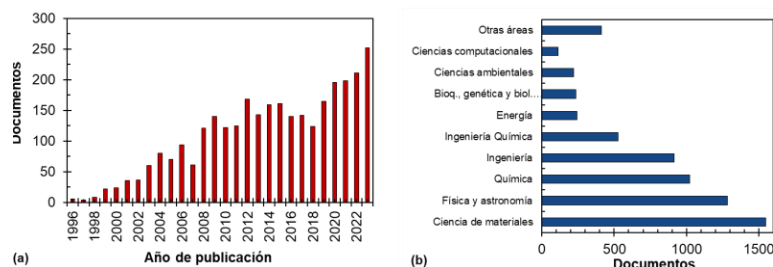 300
250
200
150
100
50
0
Documentos
1996
1998
2000
2002
2004
2006
2008
2010
2012
2014
2016
2018
2020
2022
(a)
Año de publicación
Otras áreas
Ciencias computacionales
Ciencias ambientales
Bioq., genética y biol...
Energía
Ingeniería Química
Ingeniería
Química
Física y astronomía
Ciencia de materiales
0 500 1000 1500
(b)
Documentos